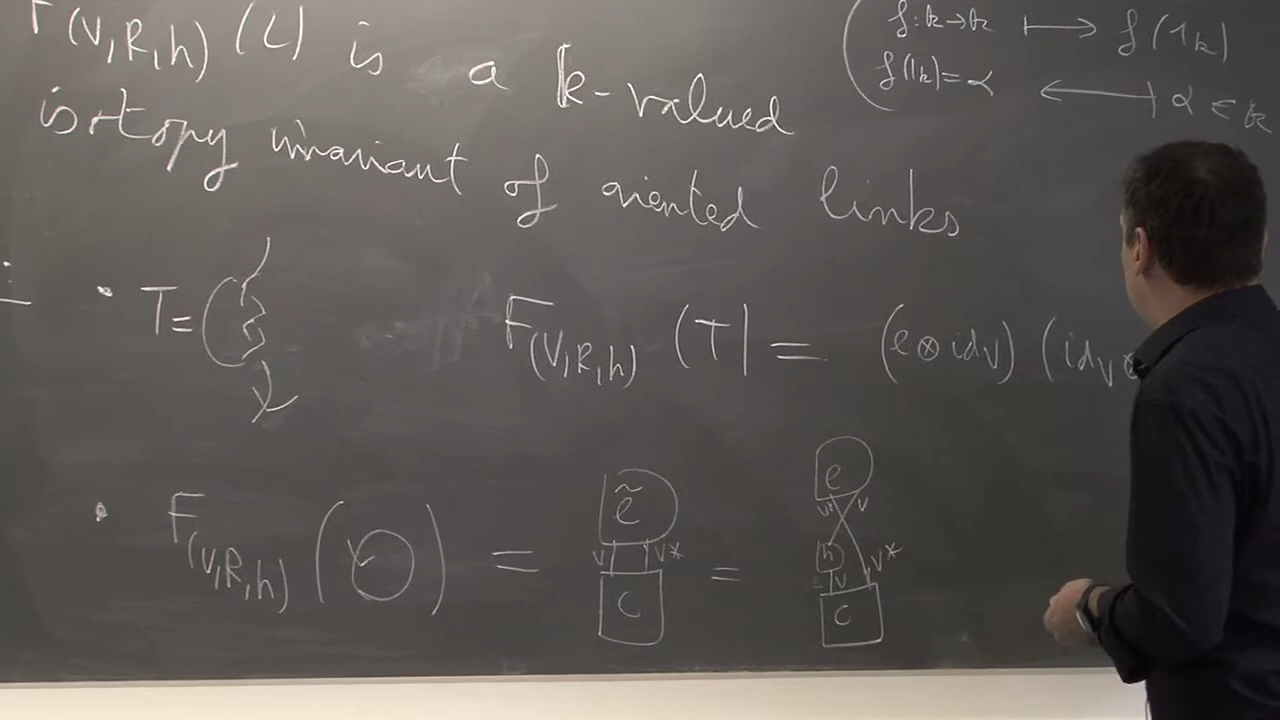 F(V,R,h) (L) is a k-valued
isotopy invariant of oriented links
f: k → k ⟼ f(1k)
f(1k) = α ⟻ α ∈ k
• T = F(V,R,h) (T) = (e ⊗ idV) (idV ⊗
• F(V,R,h) ( ) = ẽ V V* C = e V* V h V V* C